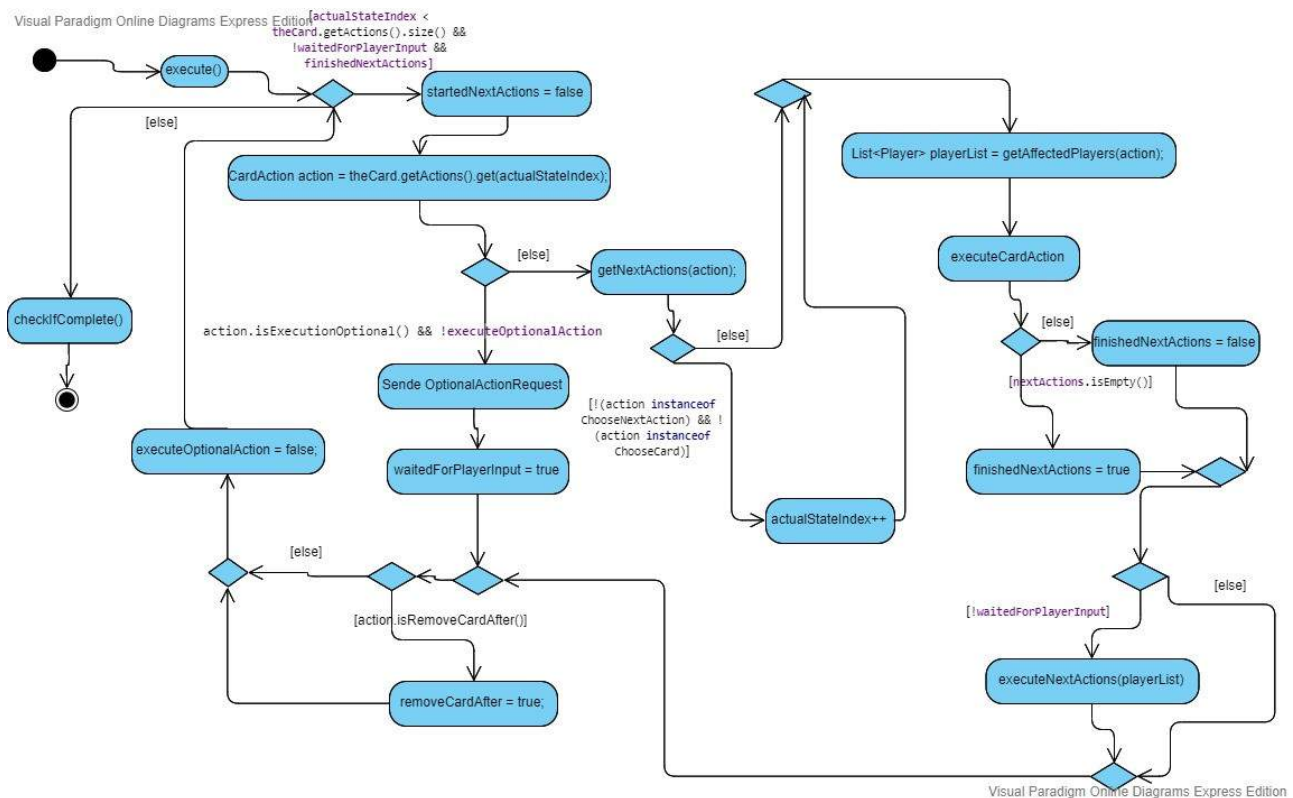 Visual Paradigm Online Diagrams Express Edition
[actualStateIndex <
theCard.getActions().size() &&
!waitedForPlayerInput &&
finishedNextActions]
execute()
startedNextActions = false
[else]
CardAction action = theCard.getActions().get(actualStateIndex);
List<Player> playerList = getAffectedPlayers(action);
[else]
getNextActions(action);
executeCardAction
checkIfComplete()
action.isExecutionOptional() && !executeOptionalAction
[else]
[else]
finishedNextActions = false
Sende OptionalActionRequest
[nextActions.isEmpty()]
[!(action instanceof
ChooseNextAction) && !
(action instanceof
ChooseCard)]
executeOptionalAction = false;
waitedForPlayerInput = true
finishedNextActions = true
actualStateIndex++
[else]
[else]
[action.isRemoveCardAfter()]
[!waitedForPlayerInput]
removeCardAfter = true;
executeNextActions(playerList)
Visual Paradigm Online Diagrams Express Edition